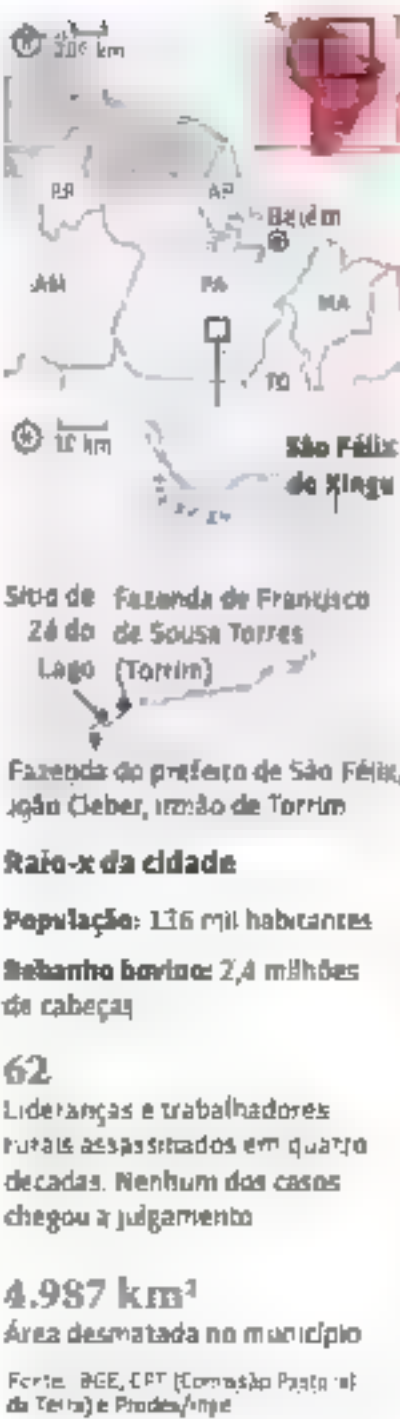 300 km
RR
AP
Belém
AM
PA
MA
TO
10 km
São Félix
do Xingu
Sítio de
Zé do
Lago
Fazenda de Francisco
de Sousa Torres
(Torrim)
Fazenda do prefeito de São Félix,
João Cleber, irmão de Torrim
Raio-x da cidade
População: 136 mil habitantes
Rebanho bovino: 2,4 milhões
de cabeças
62
Lideranças e trabalhadores
rurais assassinados em quatro
décadas. Nenhum dos casos
chegou a julgamento
4.987 km²
Área desmatada no município
Fonte: IBGE, CPT (Comissão Pastoral
da Terra) e Prodes/Inpe